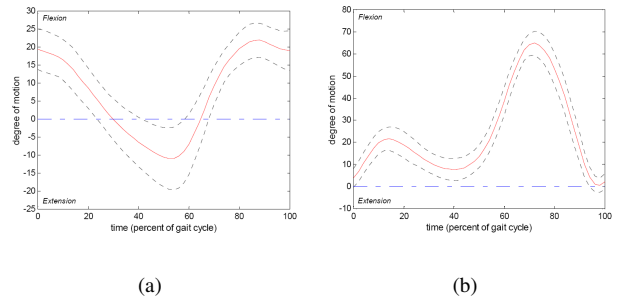 30
25
Flexion
20
15
10
5
0
-5
-10
-15
-20
Extension
-25
0 20 40 60 80 100
time (percent of gait cycle)
degree of motion
(a)
80
Flexion
70
60
50
40
30
20
10
0
Extension
-10
0 20 40 60 80 100
time (percent of gait cycle)
degree of motion
(b)